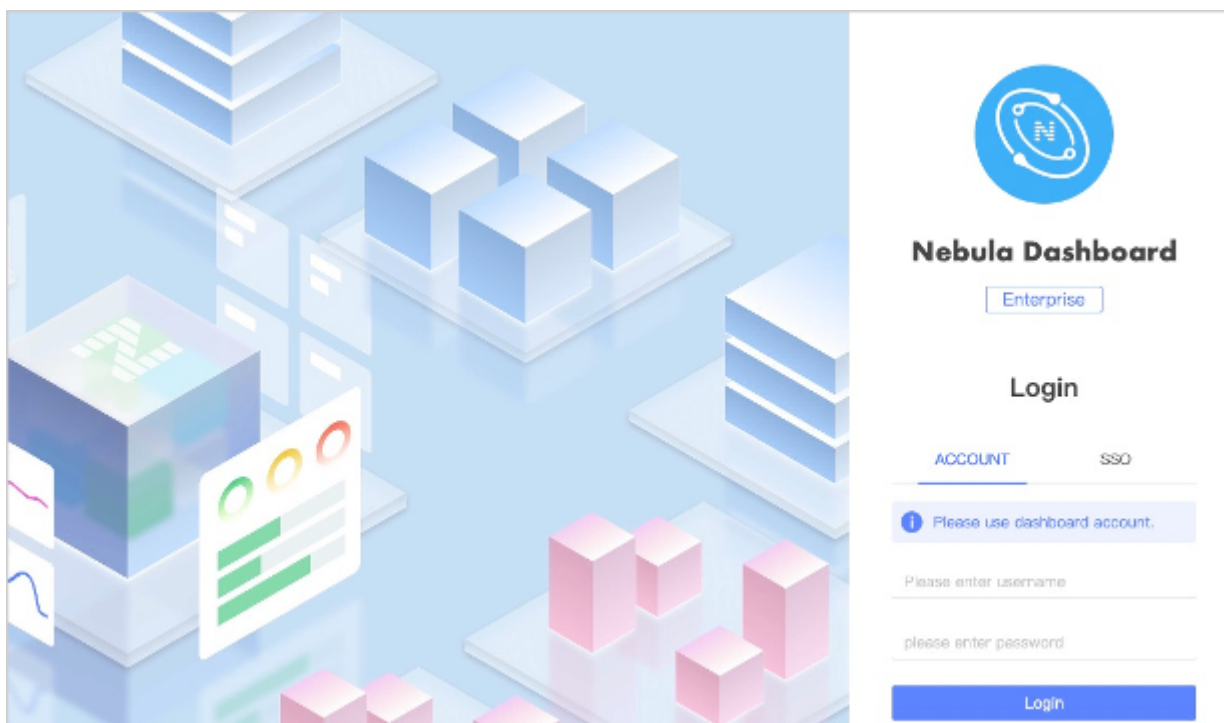 N
Nebula Dashboard
Enterprise
Login
ACCOUNT SSO
Please use dashboard account.
Please enter username
please enter password
Login